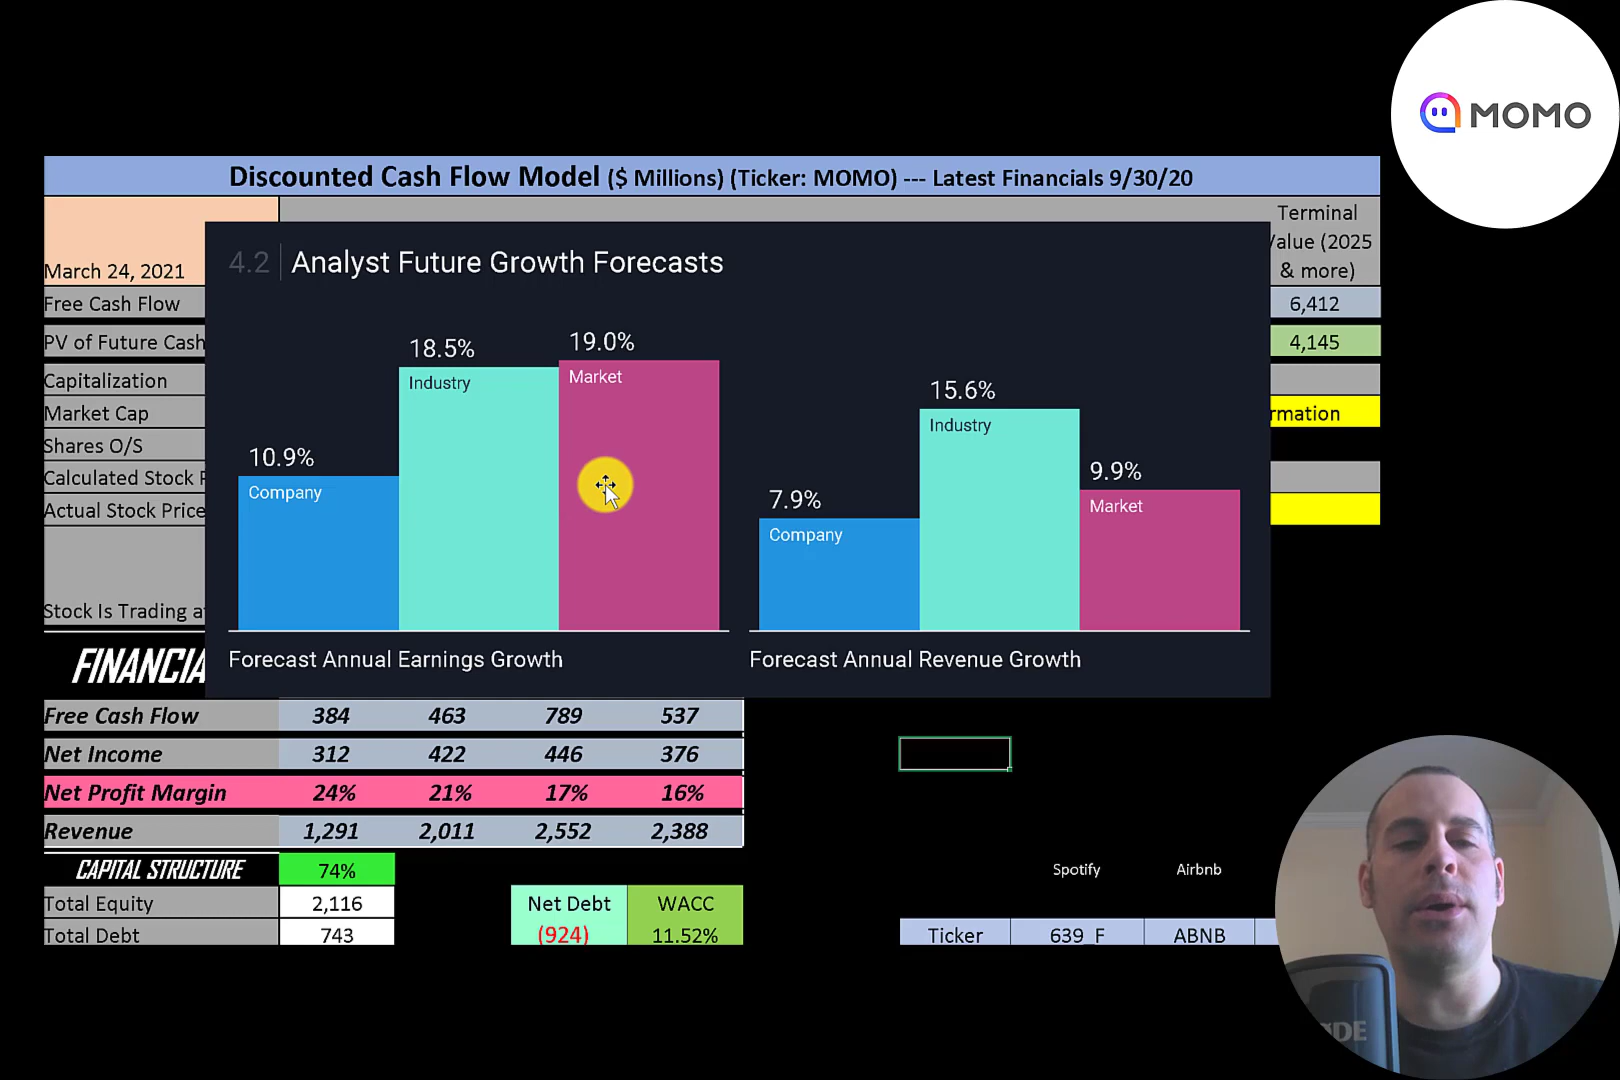 MOMO
Discounted Cash Flow Model ($ Millions) (Ticker: MOMO) --- Latest Financials 9/30/20
Terminal
Value (2025
& more)
March 24, 2021
Free Cash Flow
6,412
PV of Future Cash
4,145
Capitalization
Market Cap
Shares O/S
Calculated Stock
Actual Stock Price
Stock Is Trading
4.2 Analyst Future Growth Forecasts
10.9%
Company
18.5%
Industry
19.0%
Market
Forecast Annual Earnings Growth
7.9%
Company
15.6%
Industry
9.9%
Market
Forecast Annual Revenue Growth
Free Cash Flow 384 463 789 537
Net Income 312 422 446 376
Net Profit Margin 24% 21% 17% 16%
Revenue 1,291 2,011 2,552 2,388
CAPITAL STRUCTURE 74%
Total Equity 2,116
Total Debt 743
Net Debt WACC
(924) 11.52%
Spotify Airbnb
Ticker 639_F ABNB